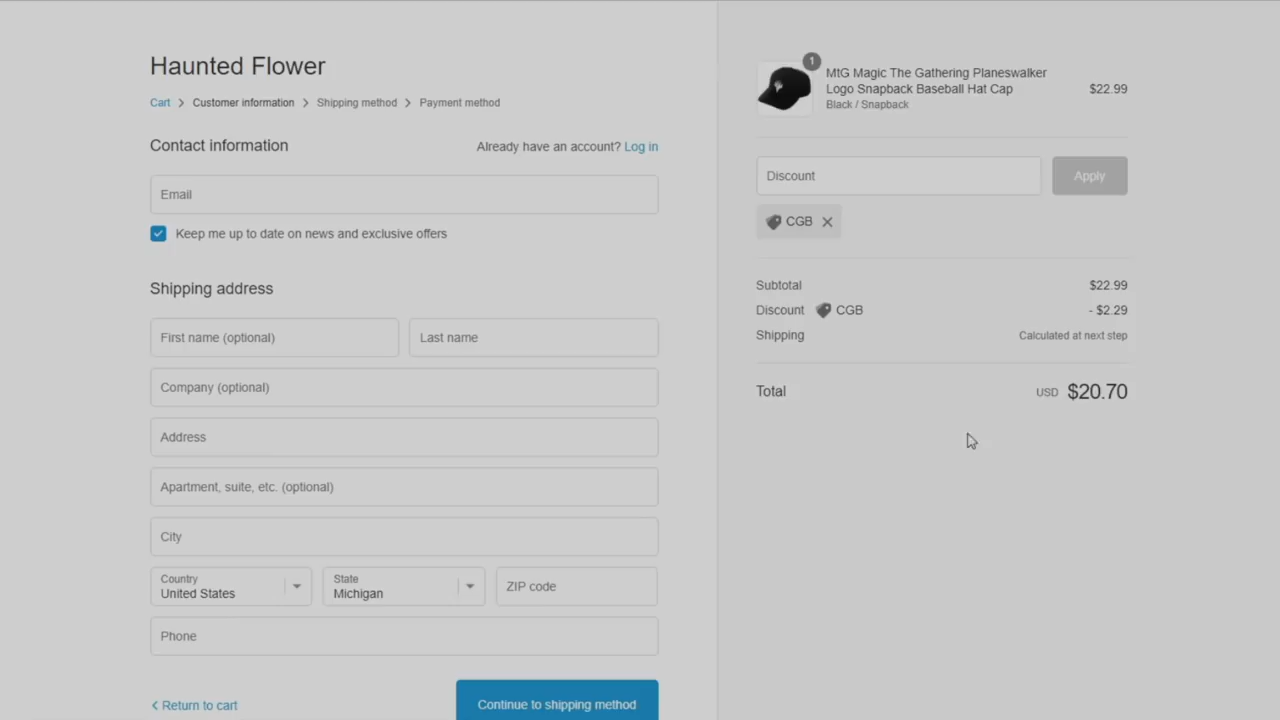 Haunted Flower
Cart > Customer information > Shipping method > Payment method
Contact information
Already have an account? Log in
Email
Keep me up to date on news and exclusive offers
Shipping address
First name (optional)
Last name
Company (optional)
Address
Apartment, suite, etc. (optional)
City
Country
United States
State
Michigan
ZIP code
Phone
< Return to cart
Continue to shipping method
1
MtG Magic The Gathering Planeswalker
Logo Snapback Baseball Hat Cap
Black / Snapback
$22.99
Discount
Apply
CGB
Subtotal $22.99
Discount CGB - $2.29
Shipping Calculated at next step
Total USD $20.70